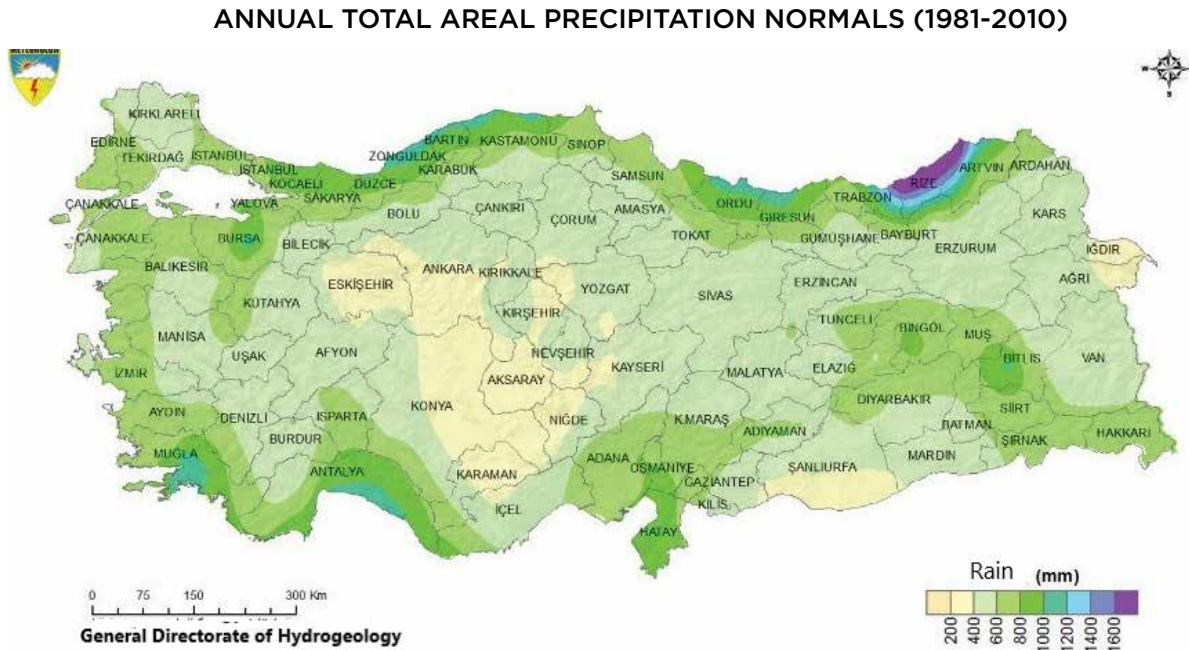 ANNUAL TOTAL AREAL PRECIPITATION NORMALS (1981-2010)
METEOROLOJİ
N
W E
S
KIRKLARELİ
EDİRNE
TEKİRDAĞ İSTANBUL
İSTANBUL
KOCAELİ
ZONGULDAK
BARTIN
KASTAMONU
SİNOP
KARABÜK
DÜZCE
SAKARYA
YALOVA
ÇANAKKALE
ÇANAKKALE
BURSA
BİLECİK
BOLU
ÇANKIRI
ÇORUM
SAMSUN
AMASYA
TOKAT
ORDU
GİRESUN
TRABZON
RİZE
ARTVİN
ARDAHAN
GÜMÜŞHANE
BAYBURT
ERZURUM
KARS
IĞDIR
AĞRI
BALIKESİR
KÜTAHYA
ESKİŞEHİR
ANKARA
KIRIKKALE
YOZGAT
SİVAS
ERZİNCAN
KIRŞEHİR
TUNCELİ
BİNGÖL
MUŞ
BİTLİS
VAN
MANİSA
UŞAK
AFYON
NEVŞEHİR
KAYSERİ
MALATYA
ELAZIĞ
İZMİR
AKSARAY
AYDIN
DENİZLİ
ISPARTA
KONYA
NİĞDE
K.MARAŞ
ADIYAMAN
DİYARBAKIR
BATMAN
SİİRT
ŞIRNAK
HAKKARİ
BURDUR
MUĞLA
ANTALYA
KARAMAN
ADANA
OSMANİYE
GAZİANTEP
ŞANLIURFA
MARDİN
İÇEL
KİLİS
HATAY
0 75 150 300 Km
General Directorate of Hydrogeology
Rain (mm)
200 400 600 800 1000 1200 1400 1600